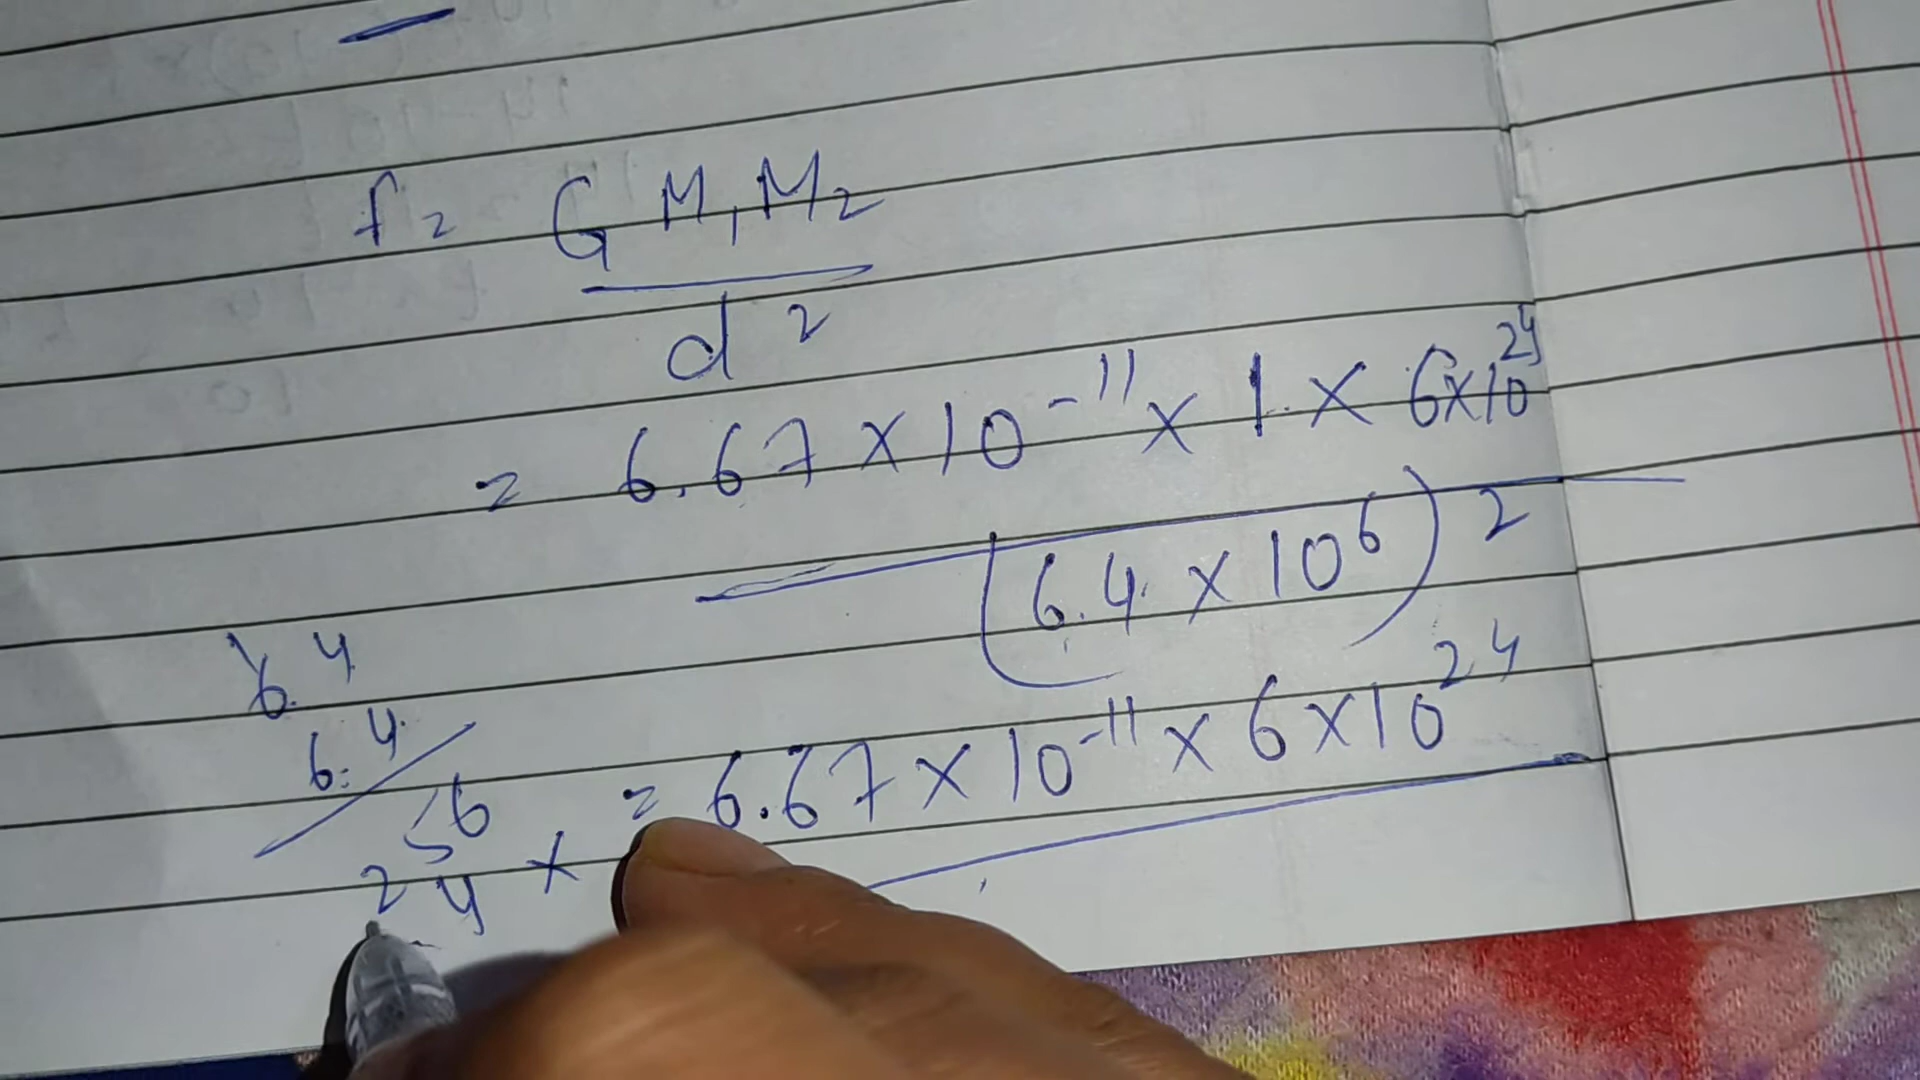 f = G M₁M₂
d²
= 6.67 × 10⁻¹¹ × 1 × 6×10²⁴
(6.4 × 10⁶)²
= 6.67 × 10⁻¹¹ × 6 × 10²⁴
6.4
6.4
256
24 ×